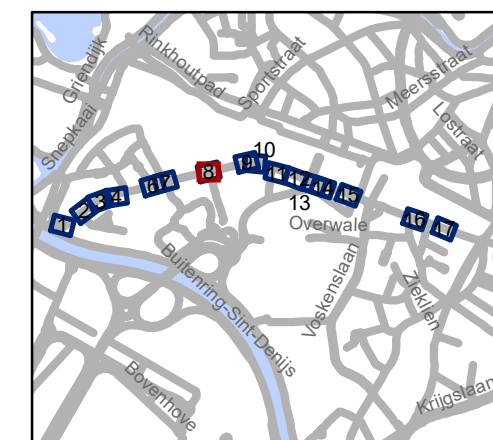 Rinkhoutpad
Griendijk
Sportstraat
Meersstraat
Snepkaai
Lostraat
1
2
3
4
6
7
8
9
10
11
12
13
14
15
16
17
Overwale
Buitenring-Sint-Denijs
Voskenslaan
Zieklen
Bovenhove
Krijgslaan